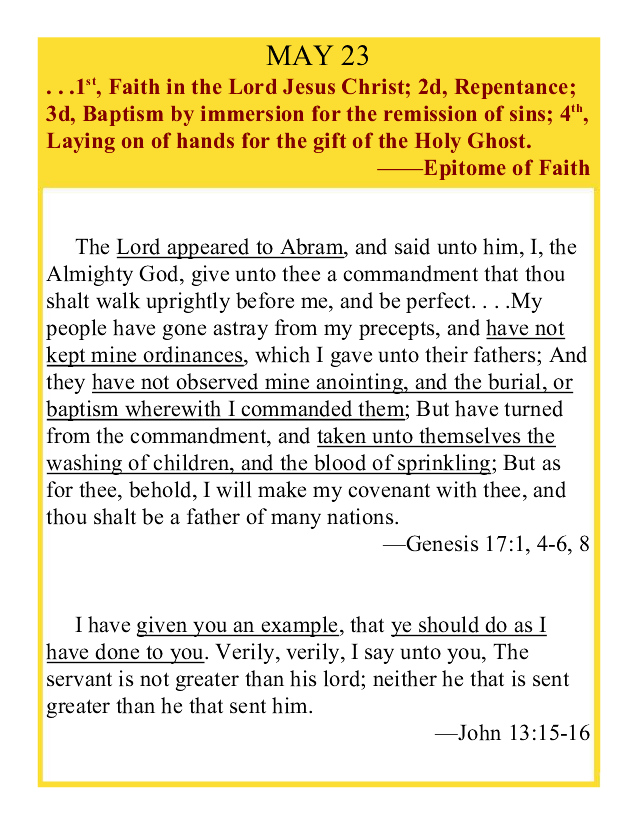 MAY 23
. . .1st, Faith in the Lord Jesus Christ; 2d, Repentance;
3d, Baptism by immersion for the remission of sins; 4th,
Laying on of hands for the gift of the Holy Ghost.
——Epitome of Faith
The Lord appeared to Abram, and said unto him, I, the
Almighty God, give unto thee a commandment that thou
shalt walk uprightly before me, and be perfect. . . .My
people have gone astray from my precepts, and have not
kept mine ordinances, which I gave unto their fathers; And
they have not observed mine anointing, and the burial, or
baptism wherewith I commanded them; But have turned
from the commandment, and taken unto themselves the
washing of children, and the blood of sprinkling; But as
for thee, behold, I will make my covenant with thee, and
thou shalt be a father of many nations.
—Genesis 17:1, 4-6, 8
I have given you an example, that ye should do as I
have done to you. Verily, verily, I say unto you, The
servant is not greater than his lord; neither he that is sent
greater than he that sent him.
—John 13:15-16